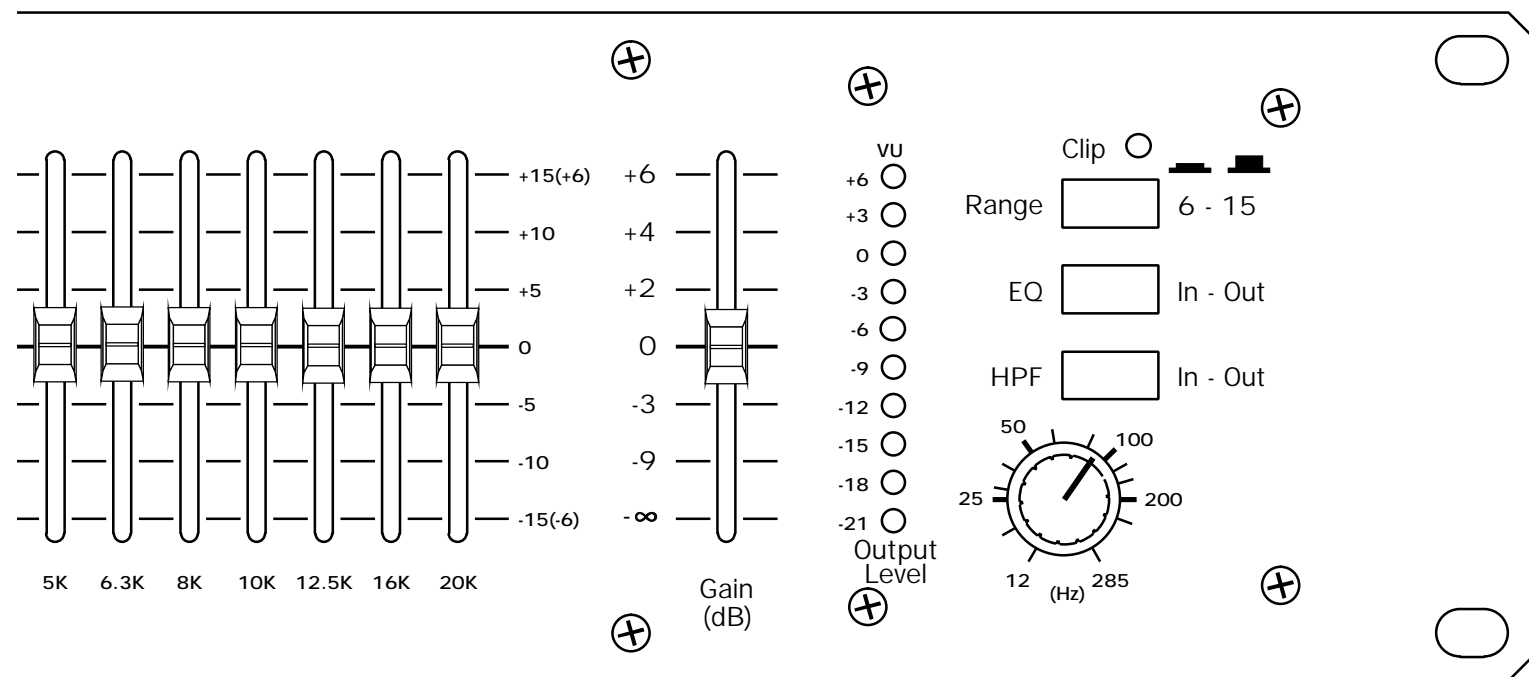 +15(+6)
+10
+5
0
-5
-10
-15(-6)
5K 6.3K 8K 10K 12.5K 16K 20K
+6
+4
+2
0
-3
-9
-∞
Gain
(dB)
VU
+6
+3
0
-3
-6
-9
-12
-15
-18
-21
Output
Level
Clip
Range 6 - 15
EQ In - Out
HPF In - Out
50 100
25 200
12 (Hz) 285